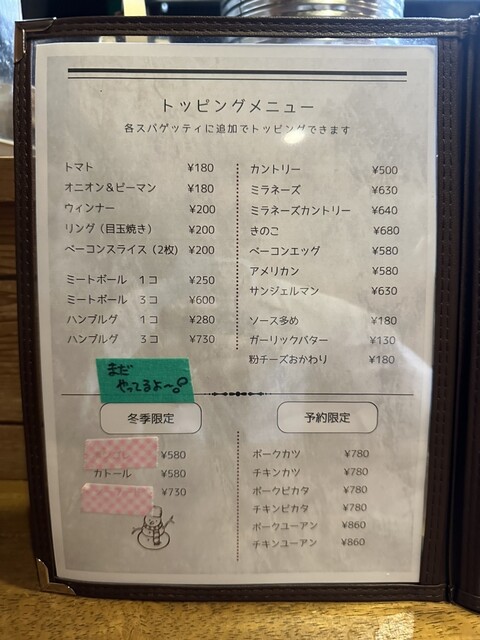 トッピングメニュー
各スパゲッティに追加でトッピングできます
トマト ¥180
オニオン&ピーマン ¥180
ウィンナー ¥200
リング（目玉焼き） ¥200
ベーコンスライス（2枚） ¥200
ミートボール 1コ ¥250
ミートボール 3コ ¥600
ハンブルグ 1コ ¥280
ハンブルグ 3コ ¥730
カントリー ¥500
ミラネーズ ¥630
ミラネーズカントリー ¥640
きのこ ¥680
ベーコンエッグ ¥580
アメリカン ¥580
サンジェルマン ¥630
ソース多め ¥180
ガーリックバター ¥130
粉チーズおかわり ¥180
まだ
やってるよ〜。
冬季限定
¥580
カトール ¥580
¥730
予約限定
ポークカツ ¥780
チキンカツ ¥780
ポークピカタ ¥780
チキンピカタ ¥780
ポークユーアン ¥860
チキンユーアン ¥860